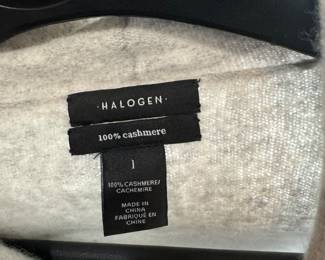 · HALOGEN ·
100% cashmere
1
100% CASHMERE/
CACHEMIRE
MADE IN
CHINA
FABRIQUÉ EN
CHINE